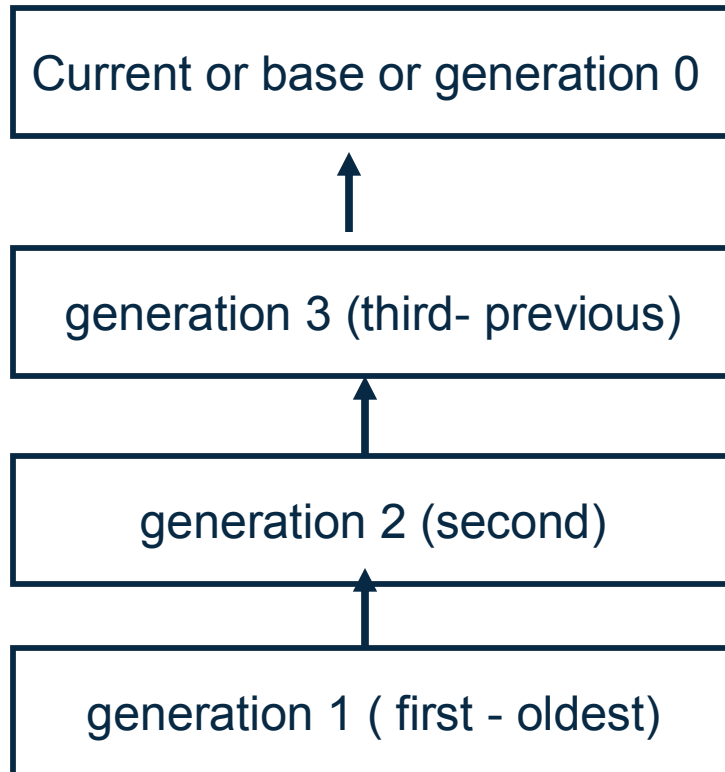 Current or base or generation 0
generation 3 (third- previous)
generation 2 (second)
generation 1 ( first - oldest)